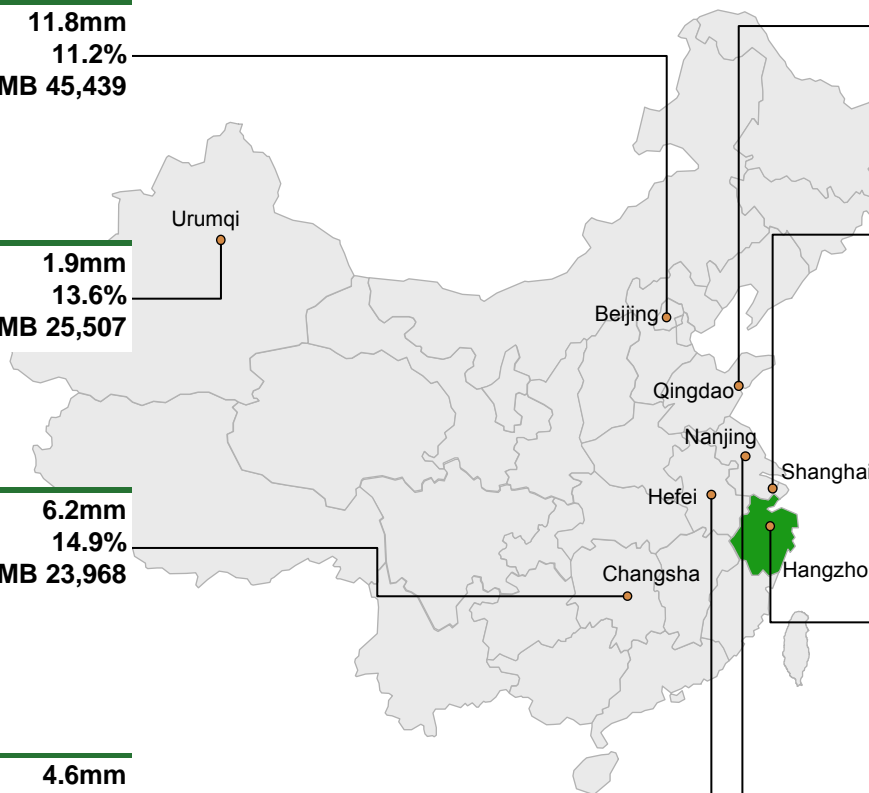 11.8mm
11.2%
MB 45,439
Urumqi
1.9mm
13.6%
MB 25,507
Beijing
Qingdao
Nanjing
Shanghai
Hefei
6.2mm
14.9%
MB 23,968
Changsha
Hangzho
4.6mm